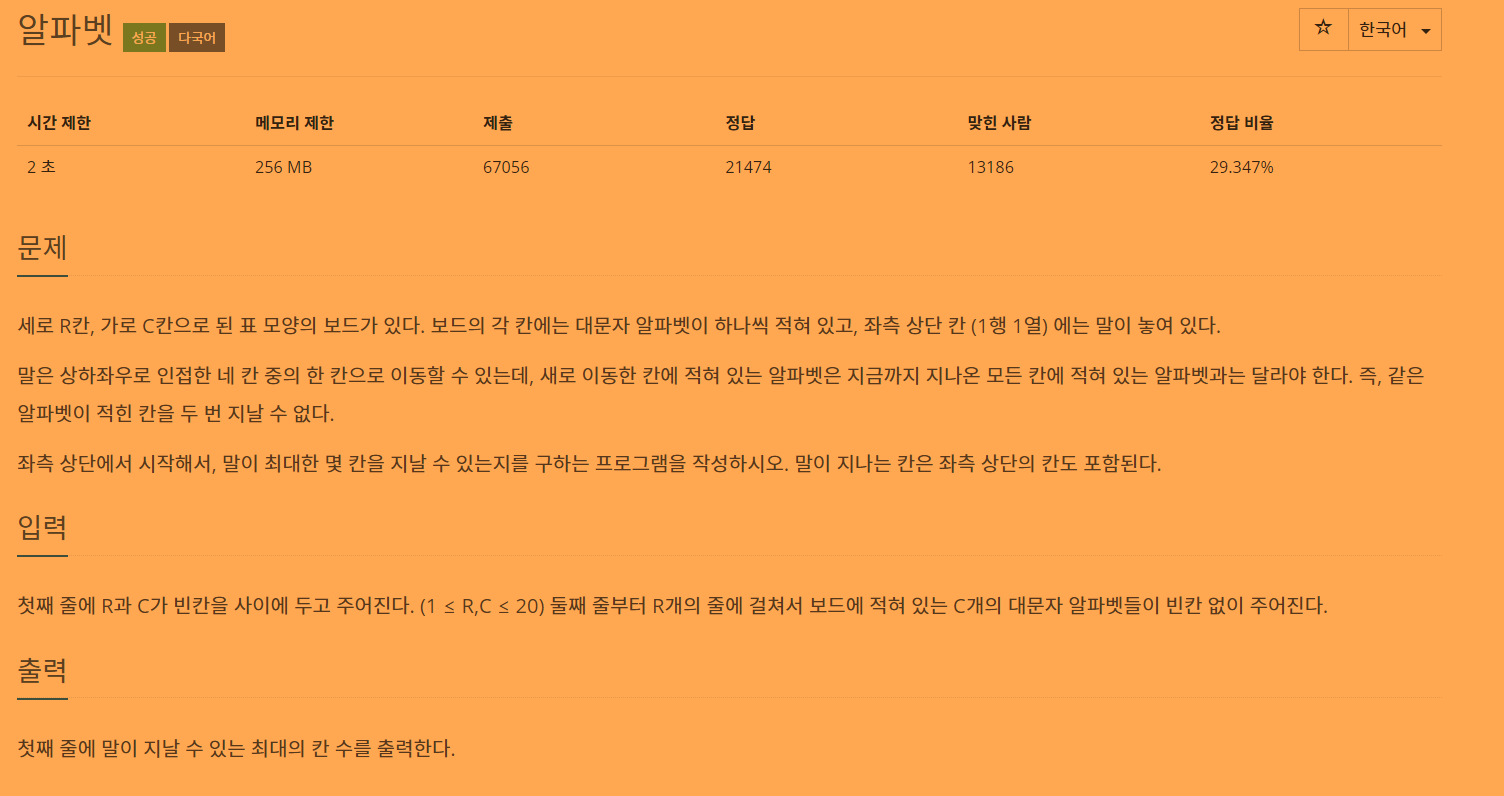 알파벳 성공 다국어 ☆ 한국어
시간 제한 메모리 제한 제출 정답 맞힌 사람 정답 비율
2 초 256 MB 67056 21474 13186 29.347%
문제
세로 R칸, 가로 C칸으로 된 표 모양의 보드가 있다. 보드의 각 칸에는 대문자 알파벳이 하나씩 적혀 있고, 좌측 상단 칸 (1행 1열) 에는 말이 놓여 있다.
말은 상하좌우로 인접한 네 칸 중의 한 칸으로 이동할 수 있는데, 새로 이동한 칸에 적혀 있는 알파벳은 지금까지 지나온 모든 칸에 적혀 있는 알파벳과는 달라야 한다. 즉, 같은
알파벳이 적힌 칸을 두 번 지날 수 없다.
좌측 상단에서 시작해서, 말이 최대한 몇 칸을 지날 수 있는지를 구하는 프로그램을 작성하시오. 말이 지나는 칸은 좌측 상단의 칸도 포함된다.
입력
첫째 줄에 R과 C가 빈칸을 사이에 두고 주어진다. (1 ≤ R,C ≤ 20) 둘째 줄부터 R개의 줄에 걸쳐서 보드에 적혀 있는 C개의 대문자 알파벳들이 빈칸 없이 주어진다.
출력
첫째 줄에 말이 지날 수 있는 최대의 칸 수를 출력한다.